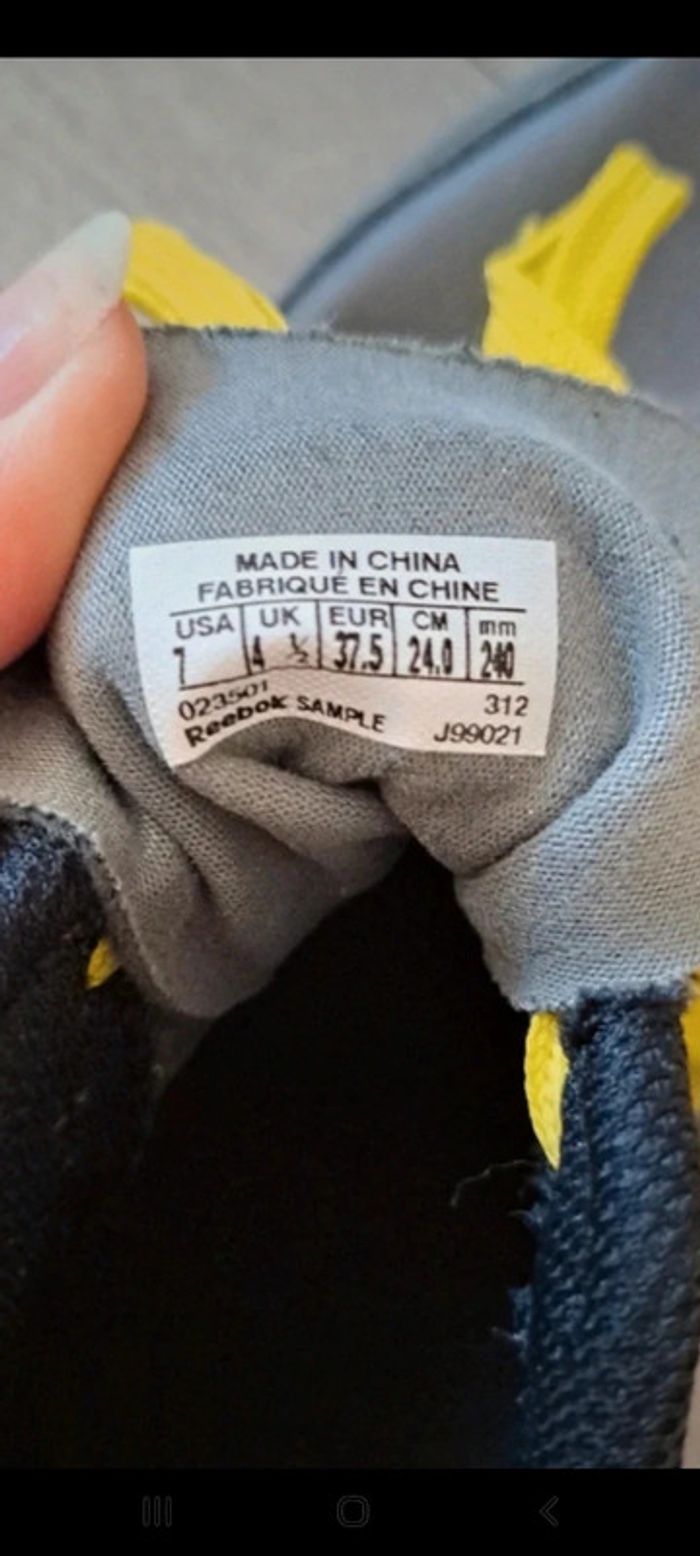 MADE IN CHINA
FABRIQUÉ EN CHINE
USA UK EUR CM mm
7 4 ½ 37.5 24.0 240
023501 312
Reebok SAMPLE J99021